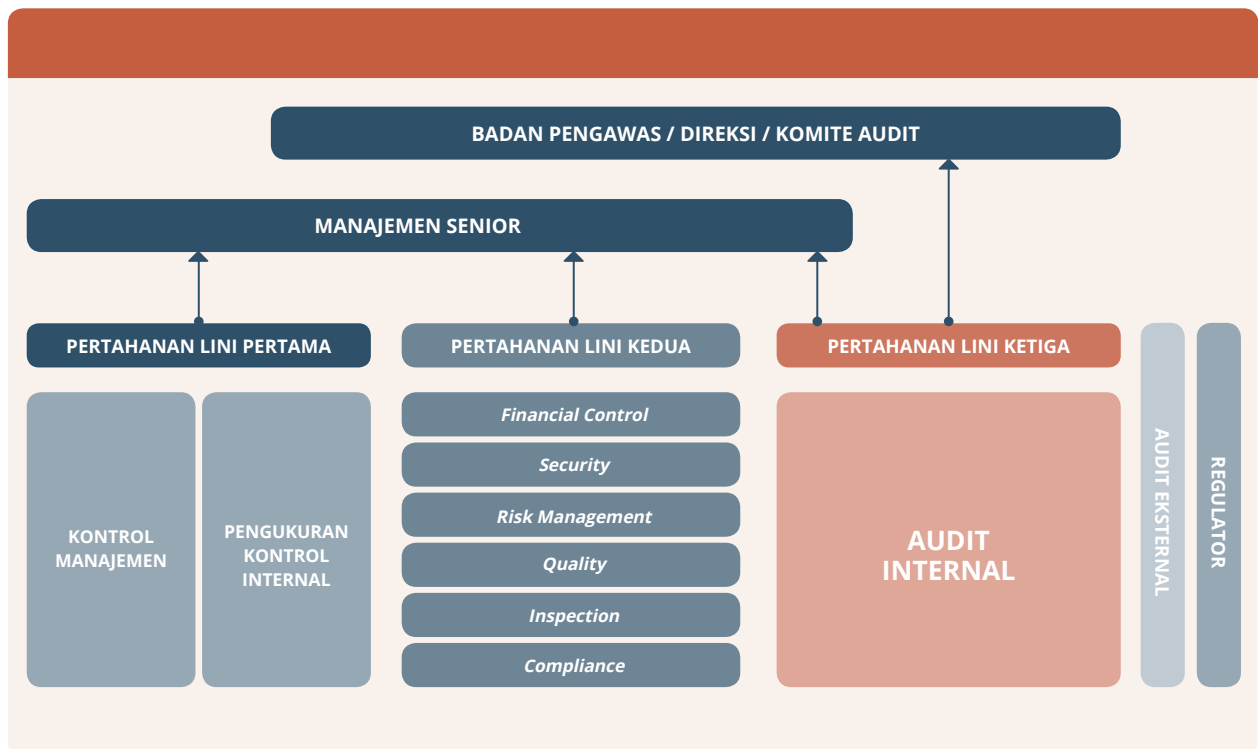 BADAN PENGAWAS / DIREKSI / KOMITE AUDIT
MANAJEMEN SENIOR
PERTAHANAN LINI PERTAMA
KONTROL
MANAJEMEN
PENGUKURAN
KONTROL
INTERNAL
PERTAHANAN LINI KEDUA
Financial Control
Security
Risk Management
Quality
Inspection
Compliance
PERTAHANAN LINI KETIGA
AUDIT
INTERNAL
AUDIT EKSTERNAL
REGULATOR